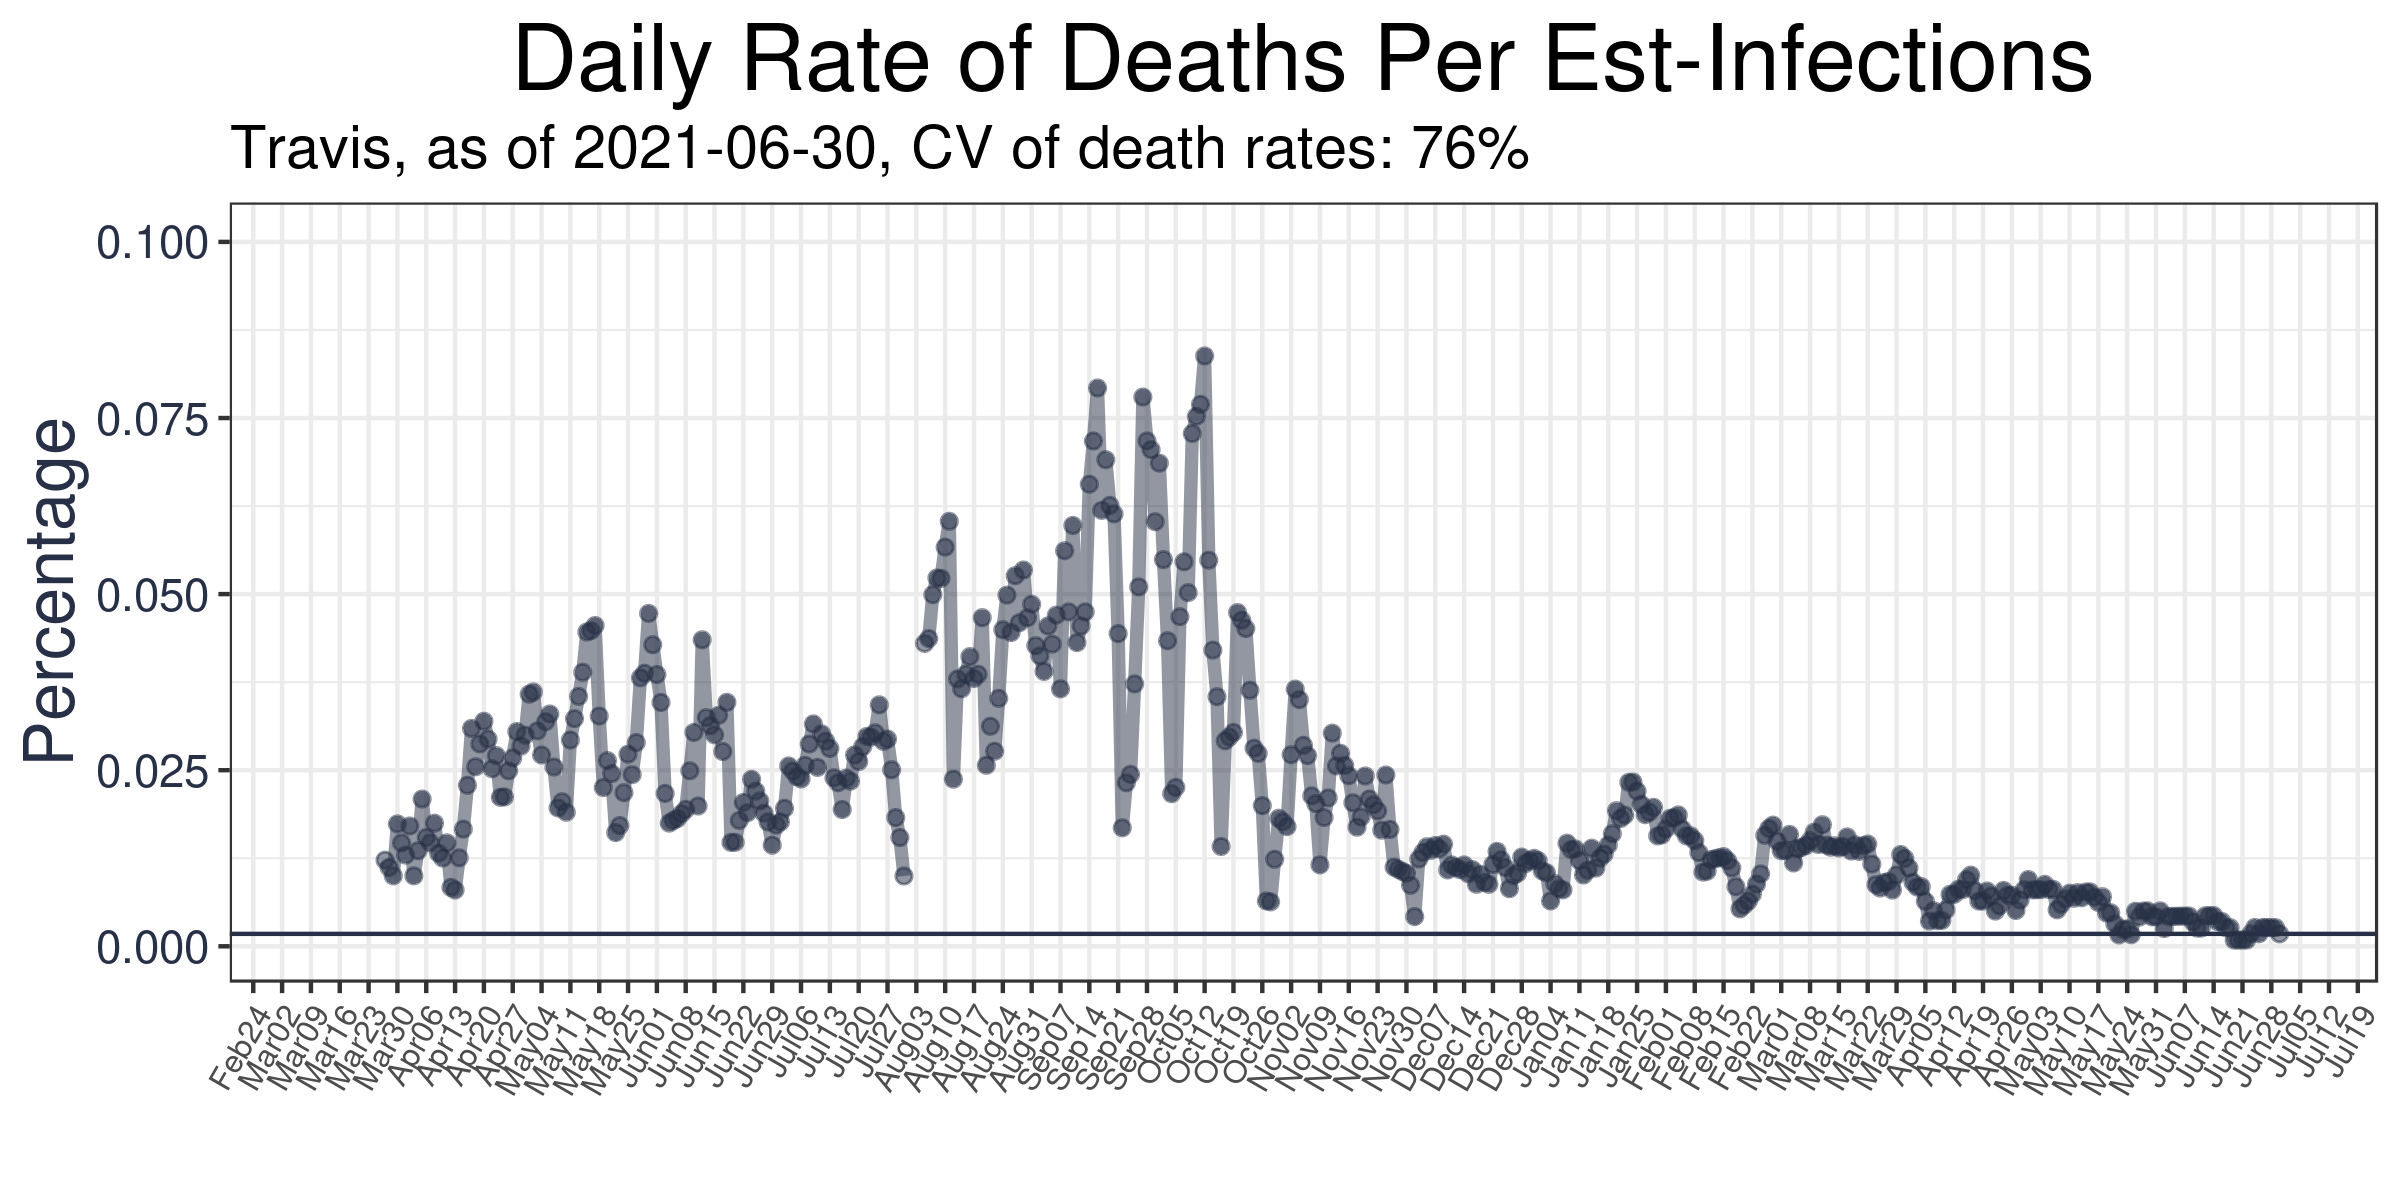 Daily Rate of Deaths Per Est-Infections
Travis, as of 2021-06-30, CV of death rates: 76%
Percentage
0.100
0.075
0.050
0.025
0.000
Feb24
Mar02
Mar09
Mar16
Mar23
Mar30
Apr06
Apr13
Apr20
Apr27
May04
May11
May18
May25
Jun01
Jun08
Jun15
Jun22
Jun29
Jul06
Jul13
Jul20
Jul27
Aug03
Aug10
Aug17
Aug24
Aug31
Sep07
Sep14
Sep21
Sep28
Oct05
Oct12
Oct19
Oct26
Nov02
Nov09
Nov16
Nov23
Nov30
Dec07
Dec14
Dec21
Dec28
Jan04
Jan11
Jan18
Jan25
Feb01
Feb08
Feb15
Feb22
Mar01
Mar08
Mar15
Mar22
Mar29
Apr05
Apr12
Apr19
Apr26
May03
May10
May17
May24
May31
Jun07
Jun14
Jun21
Jun28
Jul05
Jul12
Jul19